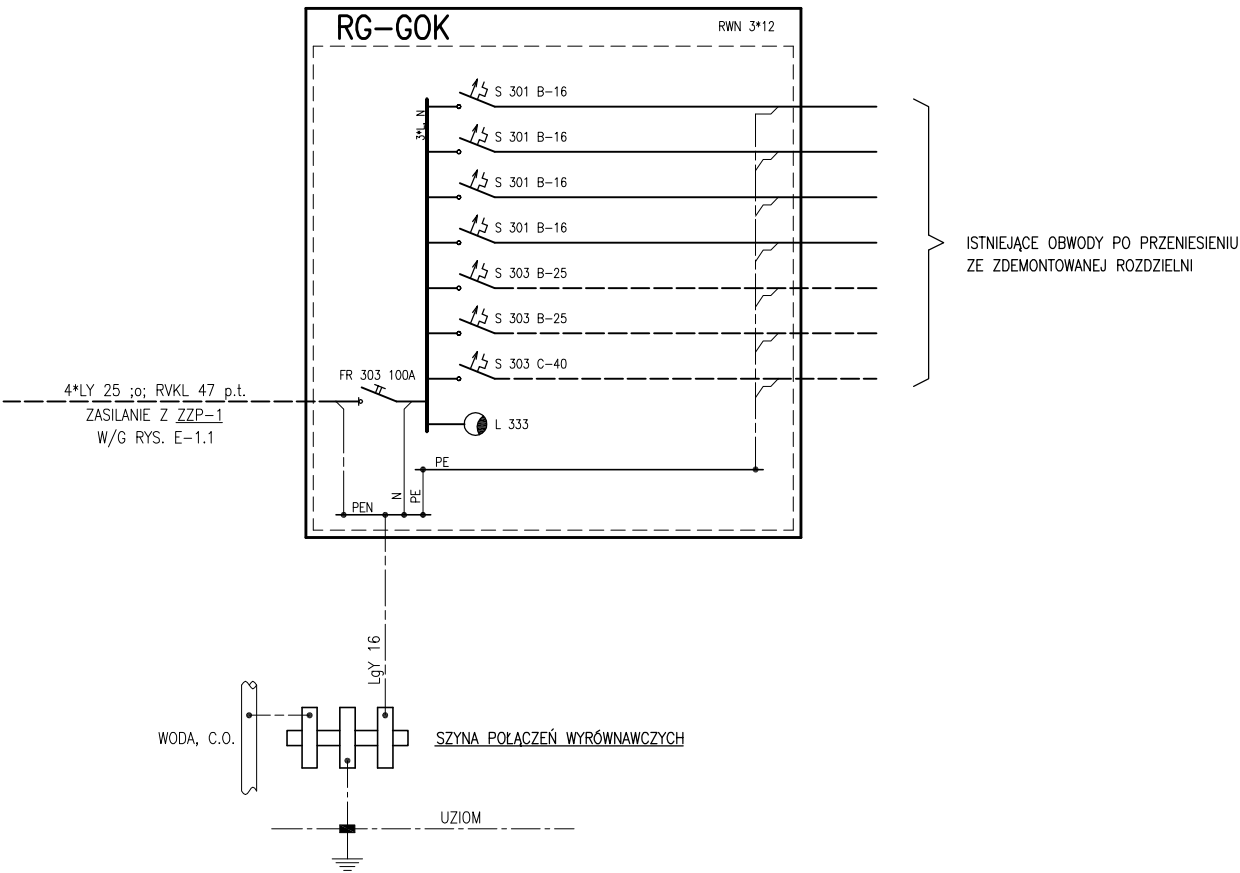 RG-GOK
RWN 3*12
S 301 B-16
3*L, N
S 301 B-16
S 301 B-16
S 301 B-16
ISTNIEJĄCE OBWODY PO PRZENIESIENIU
ZE ZDEMONTOWANEJ ROZDZIELNI
S 303 B-25
S 303 B-25
S 303 C-40
FR 303 100A
4*LY 25 ;o; RVKL 47 p.t.
ZASILANIE Z ZZP-1
W/G RYS. E-1.1
L 333
PE
N
PE
PEN
LgY 16
WODA, C.O.
SZYNA POŁĄCZEŃ WYRÓWNAWCZYCH
UZIOM